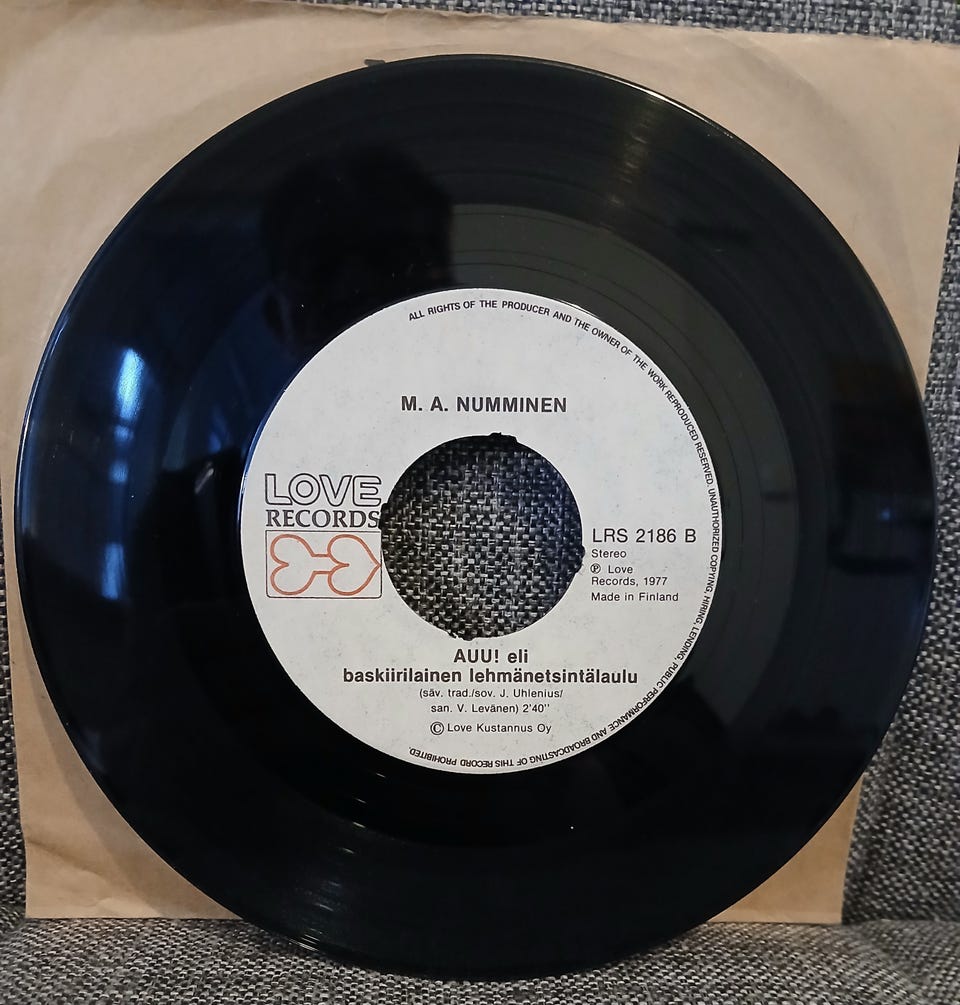 ALL RIGHTS OF THE PRODUCER AND THE OWNER OF THE WORK REPRODUCED RESERVED. UNAUTHORIZED COPYING, HIRING, LENDING, PUBLIC PERFORMANCE AND BROADCASTING OF THIS RECORD PROHIBITED
M. A. NUMMINEN
LOVE
RECORDS
LRS 2186 B
Stereo
℗ Love
Records, 1977
Made in Finland
AUU! eli
baskiirilainen lehmänetsintälaulu
(säv. trad./sov. J. Uhlenius/
san. V. Levänen) 2'40''
© Love Kustannus Oy